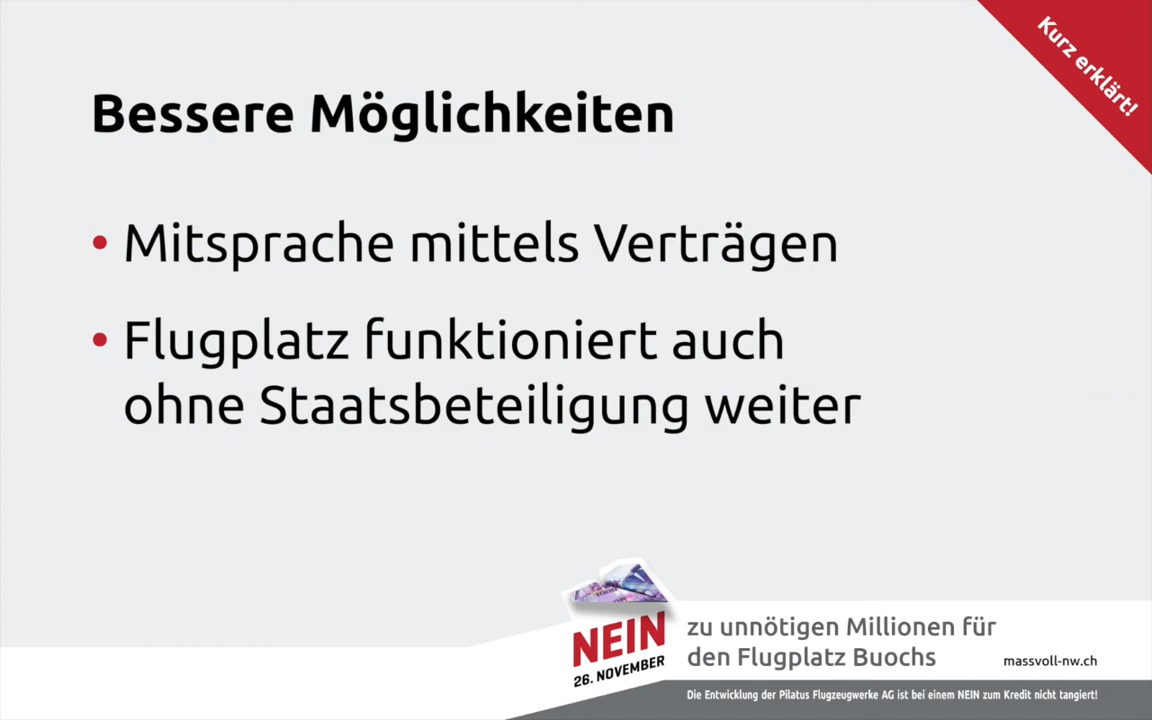 Kurz erklärt!
Bessere Möglichkeiten
• Mitsprache mittels Verträgen
• Flugplatz funktioniert auch
ohne Staatsbeteiligung weiter
NEIN
26. NOVEMBER
zu unnötigen Millionen für
den Flugplatz Buochs
massvoll-nw.ch
Die Entwicklung der Pilatus Flugzeugwerke AG ist bei einem NEIN zum Kredit nicht tangiert!